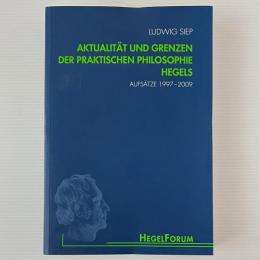 LUDWIG SIEP
AKTUALITÄT UND GRENZEN
DER PRAKTISCHEN PHILOSOPHIE
HEGELS
AUFSÄTZE 1997–2009
HEGELFORUM